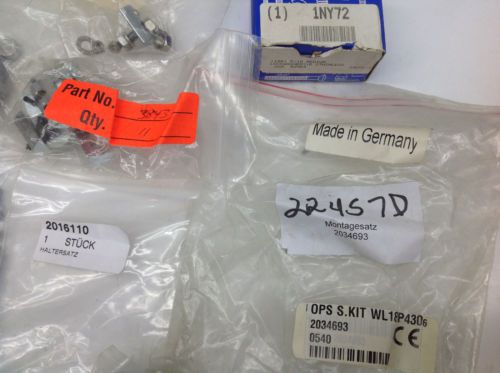 (1) 1NY72
Part No.
Qty.
11
Made in Germany
22457D
Montagesatz
2034693
2016110
1 STÜCK
HALTERSATZ
OPS S.KIT WL18P4306
2034693
0540
CE